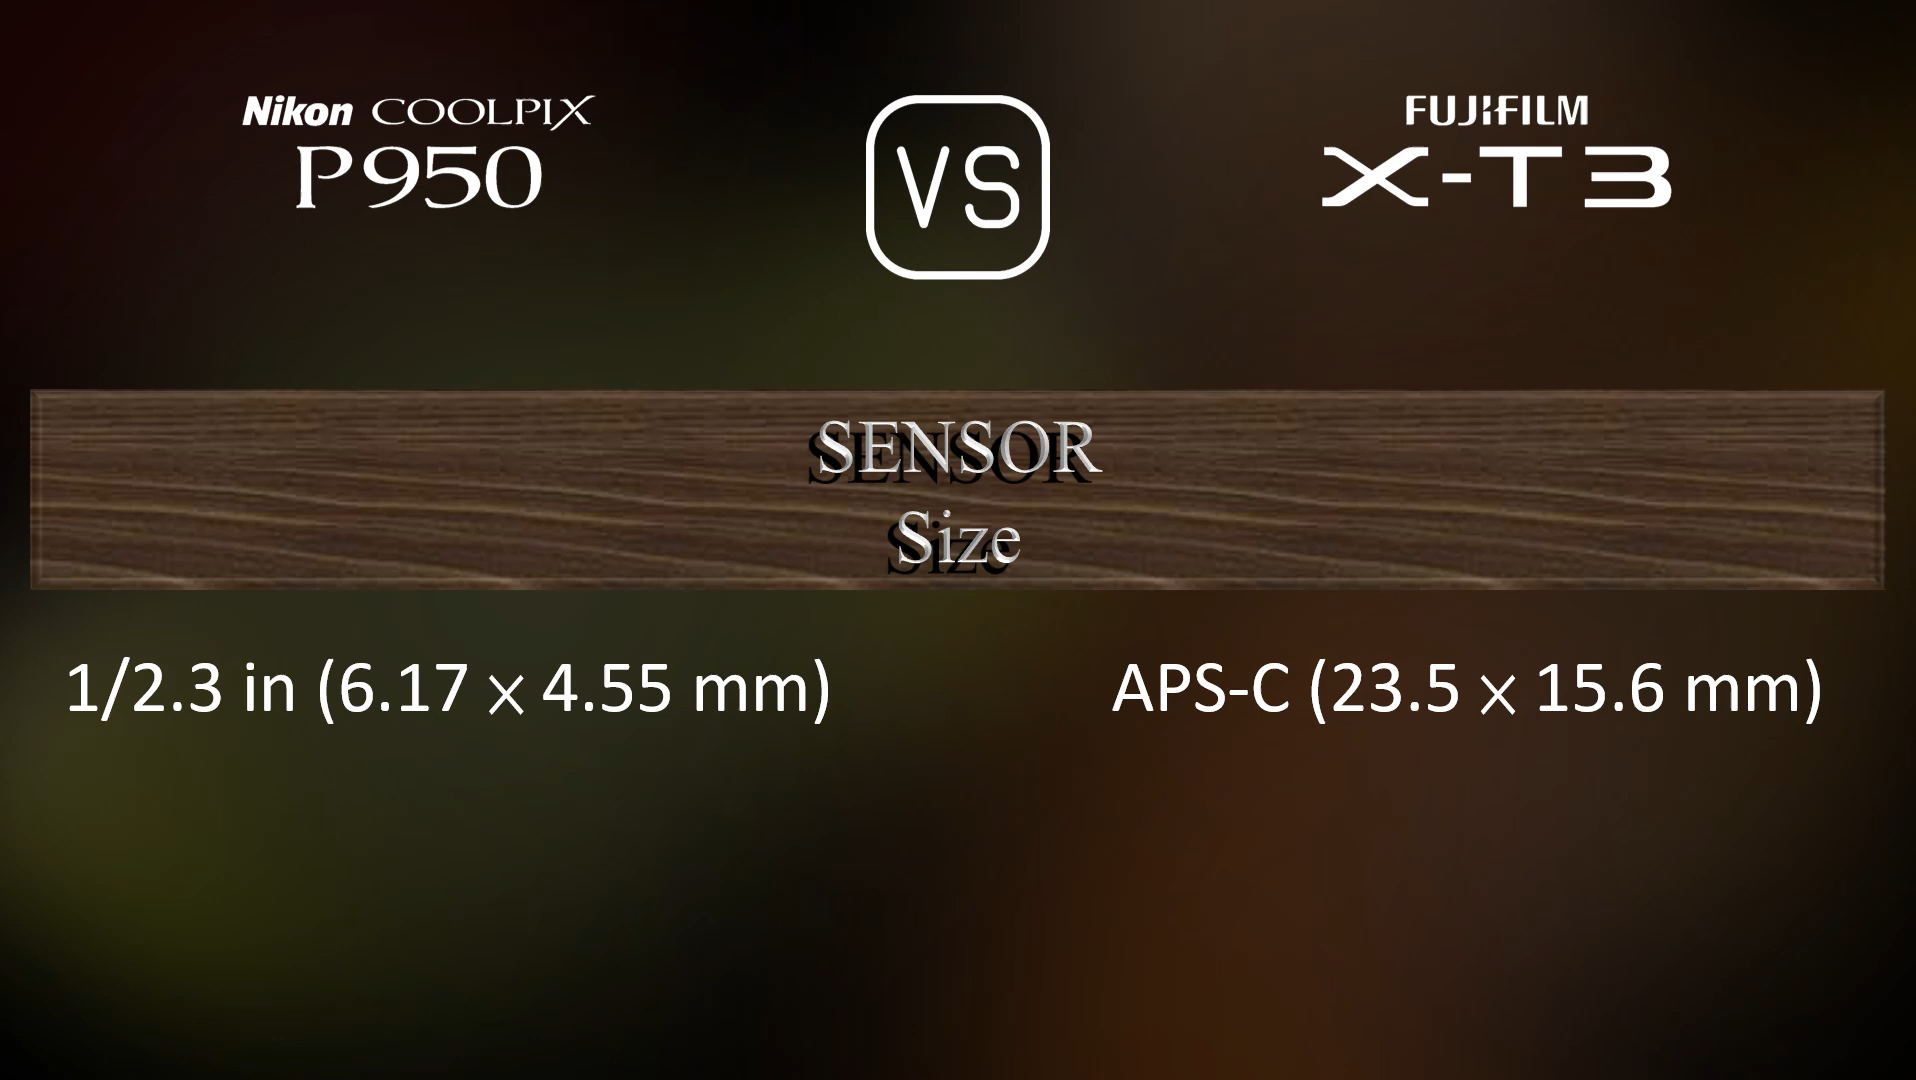 Nikon COOLPIX
P950
VS
FUJIFILM
X-T3
SENSOR
Size
1/2.3 in (6.17 x 4.55 mm)
APS-C (23.5 x 15.6 mm)